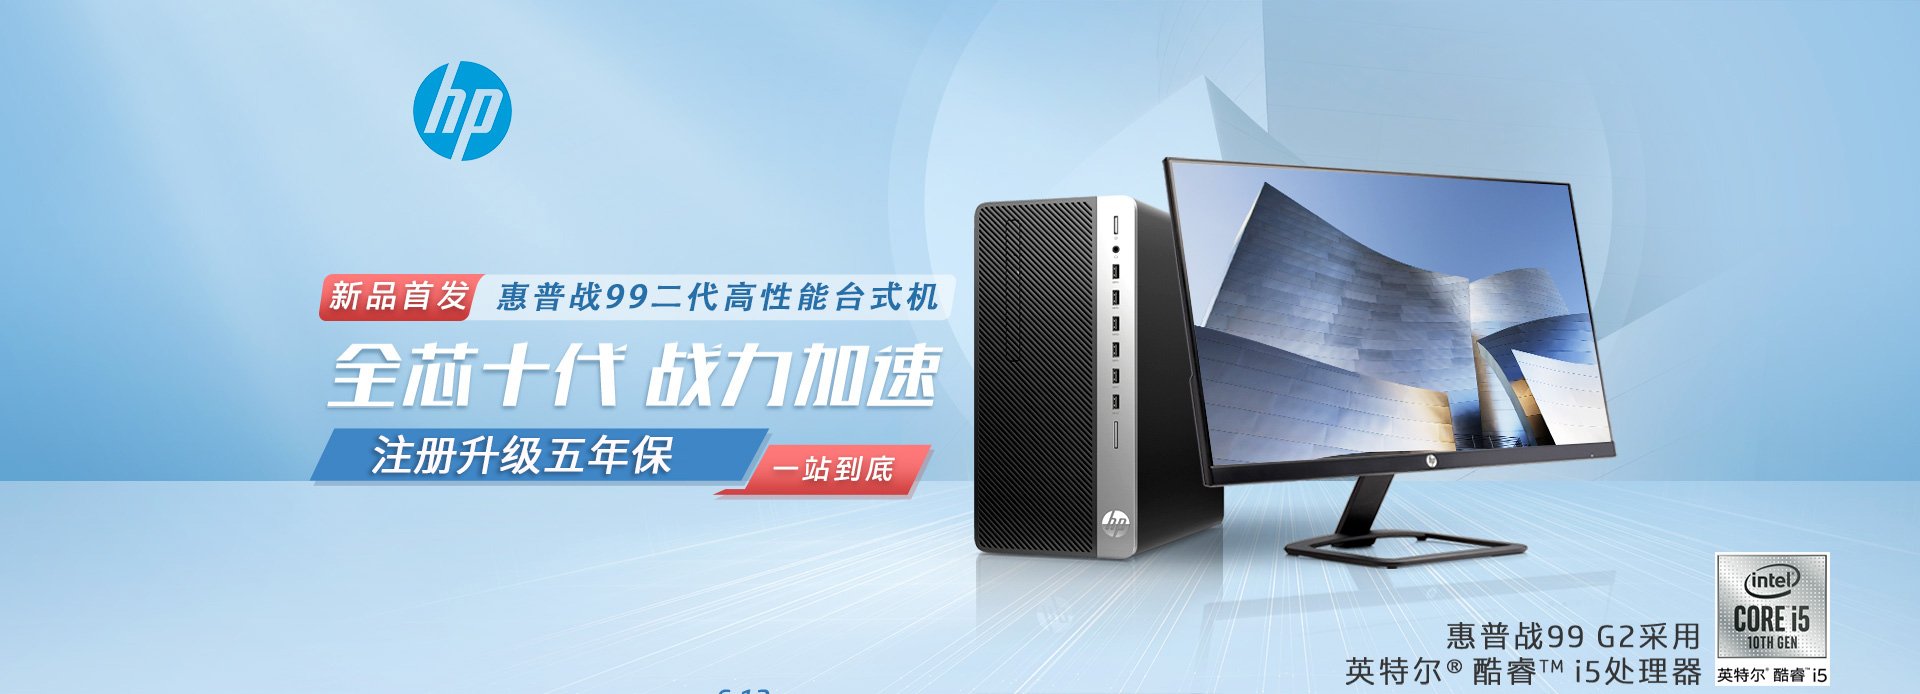 hp
新品首发 惠普战99二代高性能台式机
全芯十代 战力加速
注册升级五年保
一站到底
hp
hp
惠普战99 G2采用
英特尔® 酷睿™ i5处理器
intel
CORE i5
10TH GEN
英特尔® 酷睿™ i5